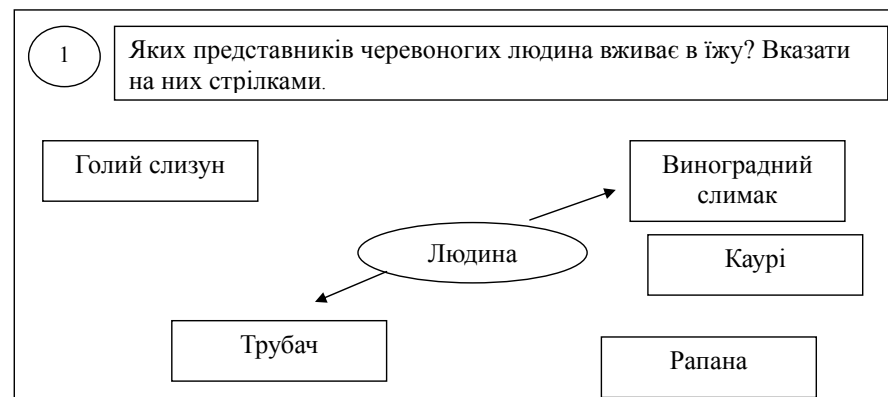 1
Яких представників черевоногих людина вживає в їжу? Вказати
на них стрілками.
Голий слизун
Виноградний
слимак
Людина
Каурі
Трубач
Рапана